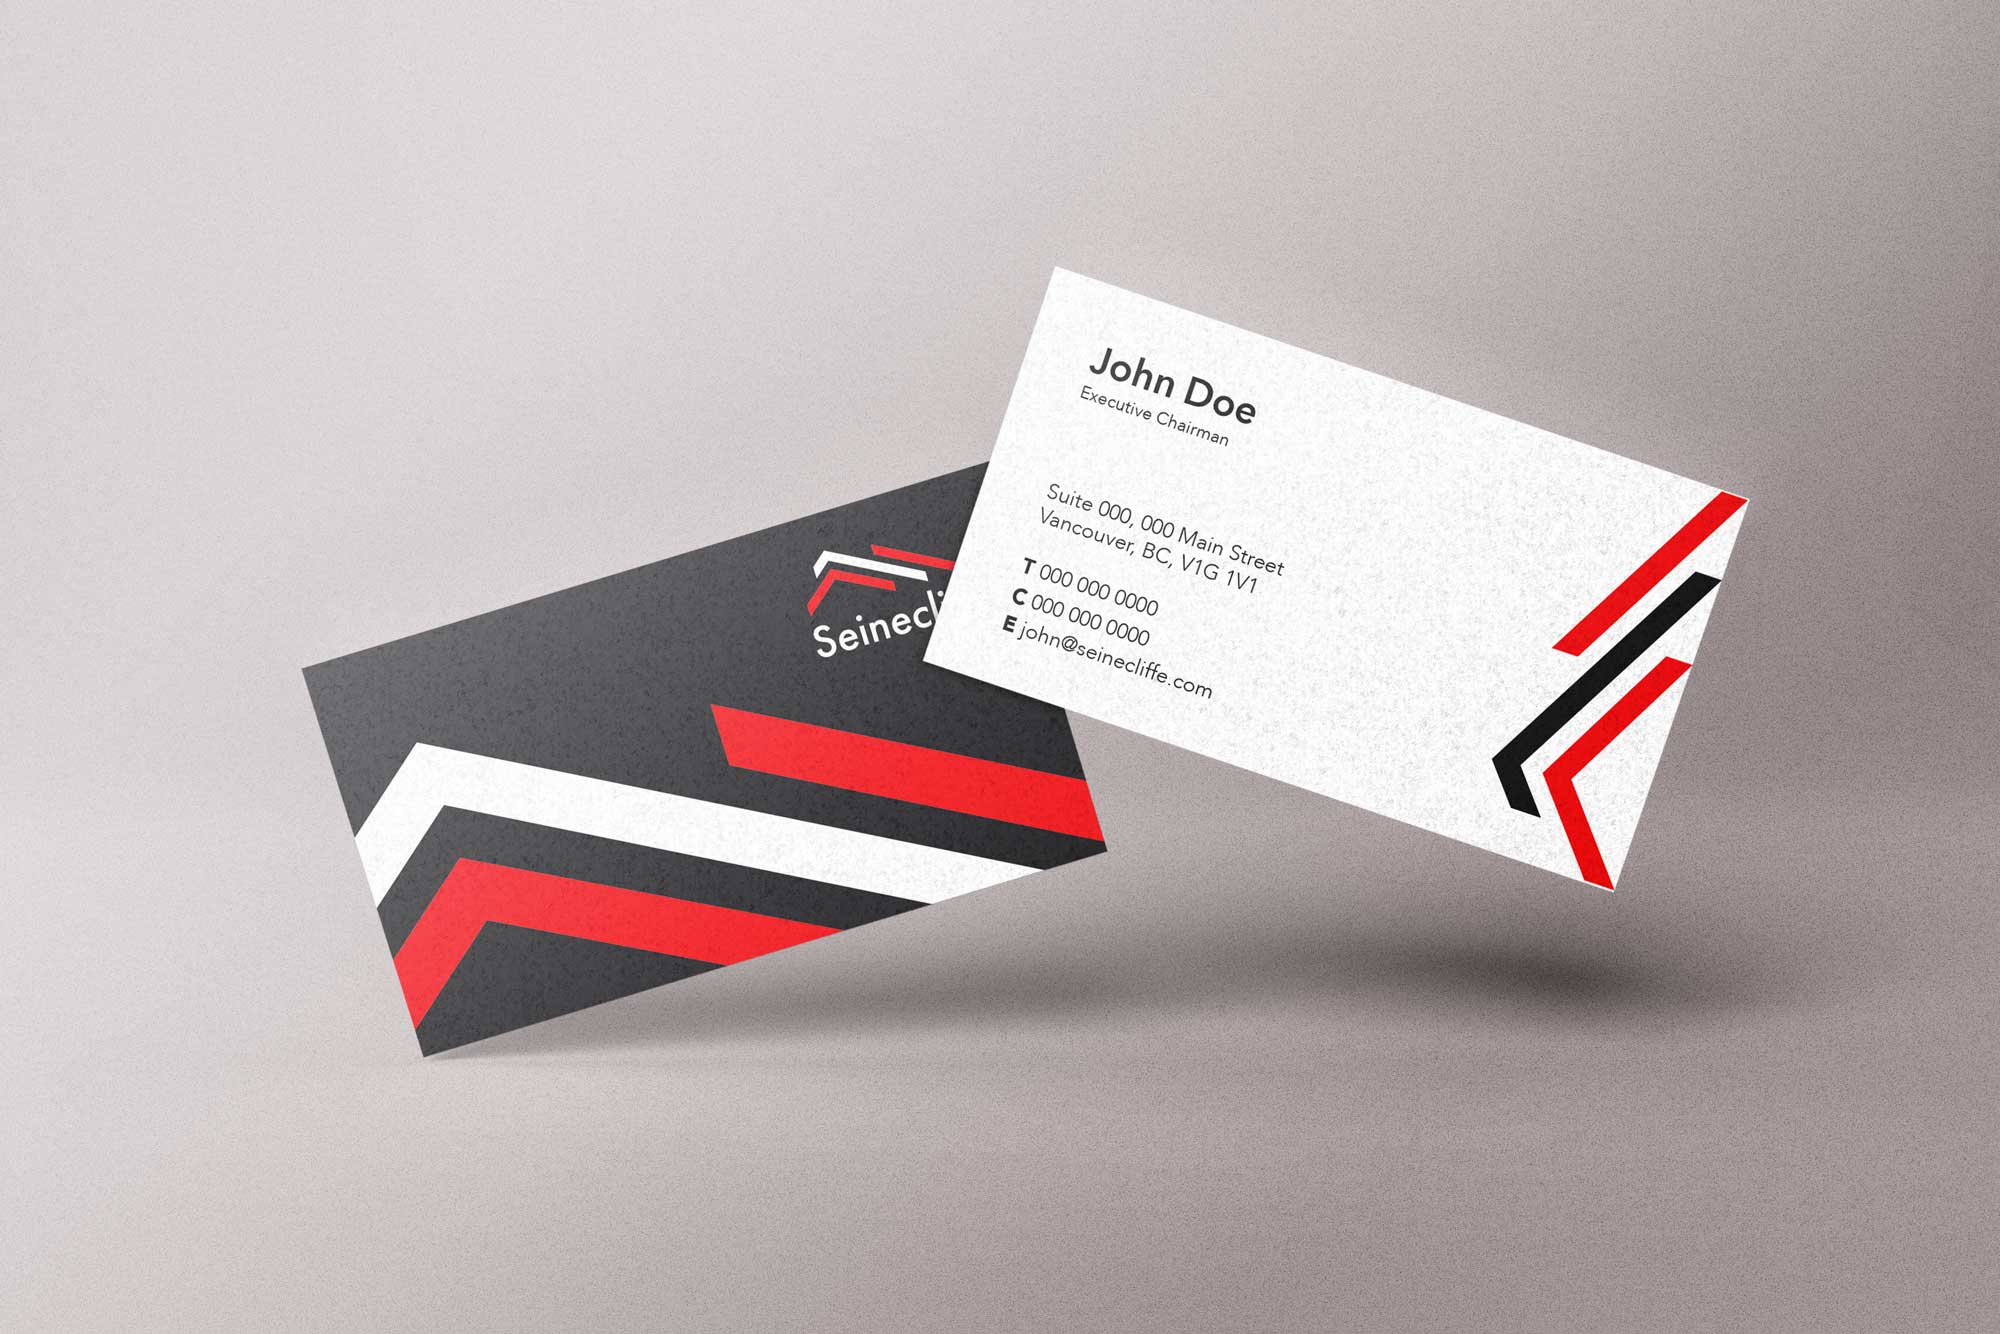 John Doe
Executive Chairman
Suite 000, 000 Main Street
Vancouver, BC, V1G 1V1
T 000 000 0000
C 000 000 0000
E john@seinecliffe.com
Seinecli